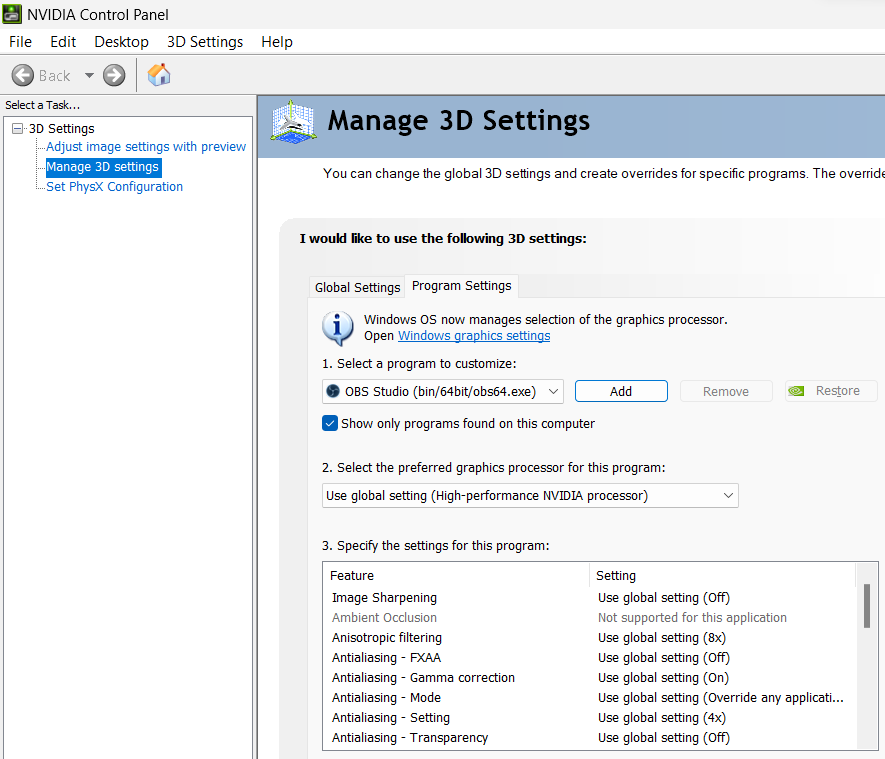 NVIDIA Control Panel
File Edit Desktop 3D Settings Help
Back
Select a Task...
3D Settings
Adjust image settings with preview
Manage 3D settings
Set PhysX Configuration
Manage 3D Settings
You can change the global 3D settings and create overrides for specific programs. The override
I would like to use the following 3D settings:
Global Settings Program Settings
Windows OS now manages selection of the graphics processor.
Open Windows graphics settings
1. Select a program to customize:
OBS Studio (bin/64bit/obs64.exe) Add Remove Restore
Show only programs found on this computer
2. Select the preferred graphics processor for this program:
Use global setting (High-performance NVIDIA processor)
3. Specify the settings for this program:
Feature Setting
Image Sharpening Use global setting (Off)
Ambient Occlusion Not supported for this application
Anisotropic filtering Use global setting (8x)
Antialiasing - FXAA Use global setting (Off)
Antialiasing - Gamma correction Use global setting (On)
Antialiasing - Mode Use global setting (Override any applicati...
Antialiasing - Setting Use global setting (4x)
Antialiasing - Transparency Use global setting (Off)